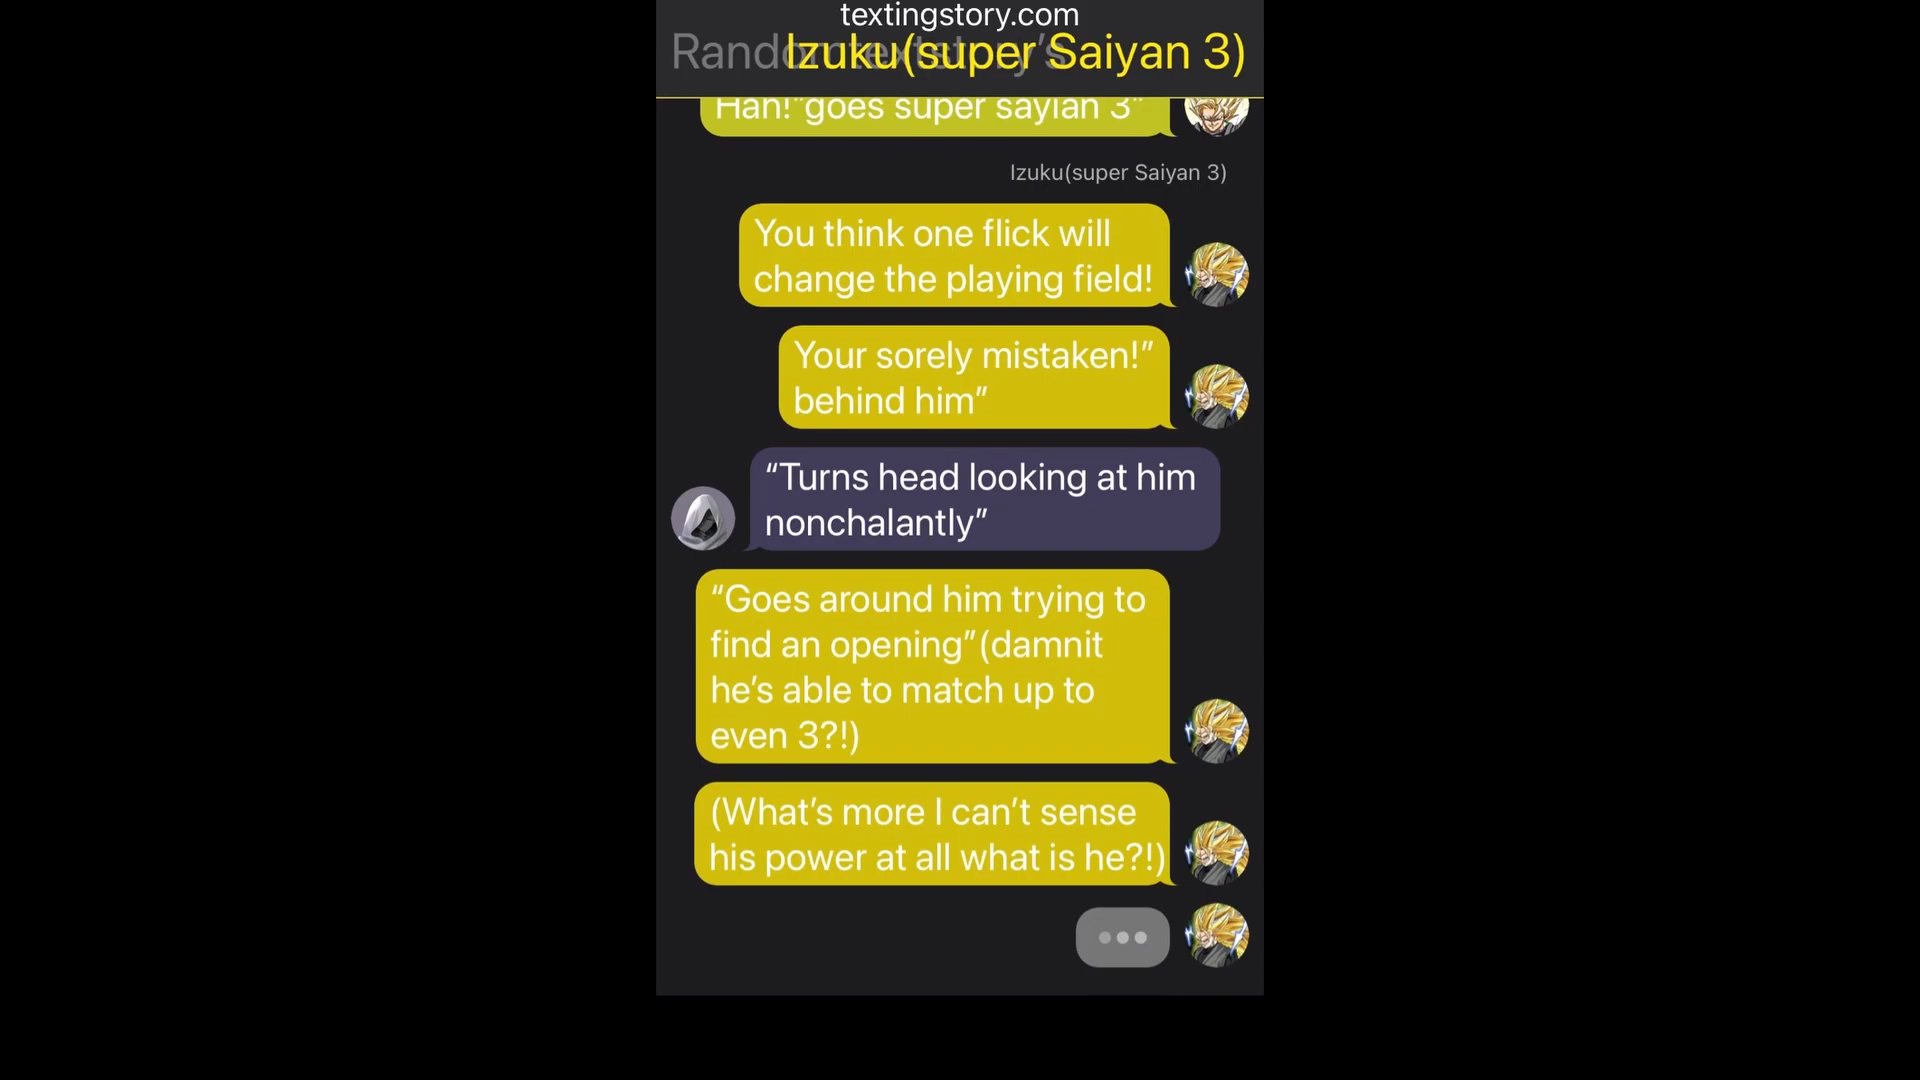 textingstory.com
Izuku(super Saiyan 3)
Hah!"goes super sayian 3"
Izuku(super Saiyan 3)
You think one flick will
change the playing field!
Your sorely mistaken!”
behind him”
“Turns head looking at him
nonchalantly”
“Goes around him trying to
find an opening”(damnit
he’s able to match up to
even 3?!)
(What’s more I can’t sense
his power at all what is he?!)